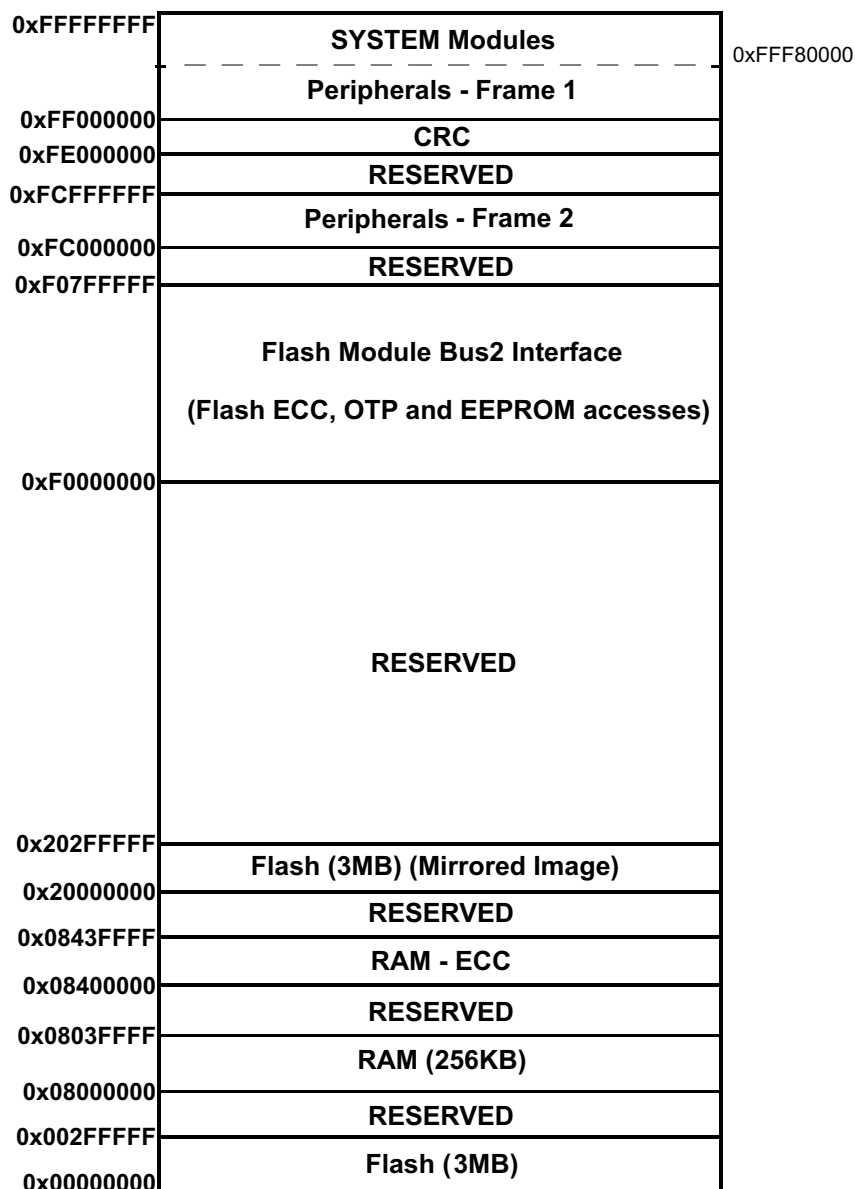 0xFFFFFFFF
SYSTEM Modules
0xFFF80000
Peripherals - Frame 1
0xFF000000
CRC
0xFE000000
RESERVED
0xFCFFFFFF
Peripherals - Frame 2
0xFC000000
RESERVED
0xF07FFFFF
Flash Module Bus2 Interface
(Flash ECC, OTP and EEPROM accesses)
0xF0000000
RESERVED
0x202FFFFF
Flash (3MB) (Mirrored Image)
0x20000000
RESERVED
0x0843FFFF
RAM - ECC
0x08400000
RESERVED
0x0803FFFF
RAM (256KB)
0x08000000
RESERVED
0x002FFFFF
Flash (3MB)
0x00000000